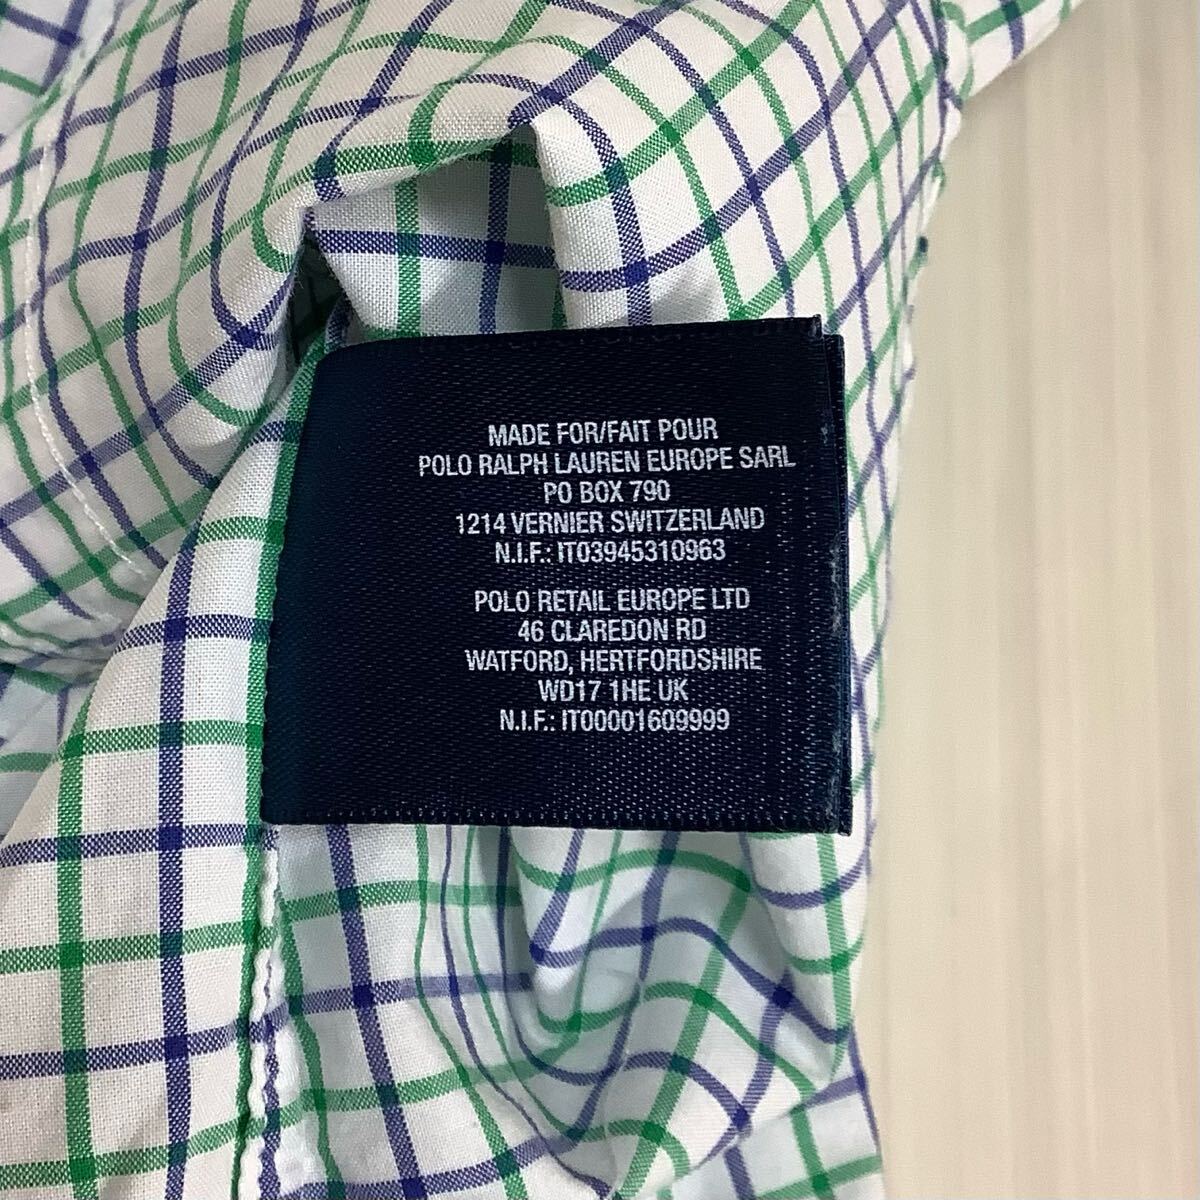 MADE FOR/FAIT POUR
POLO RALPH LAUREN EUROPE SARL
PO BOX 790
1214 VERNIER SWITZERLAND
N.I.F.: IT03945310963
POLO RETAIL EUROPE LTD
46 CLAREDON RD
WATFORD, HERTFORDSHIRE
WD17 1HE UK
N.I.F.: IT00001609999